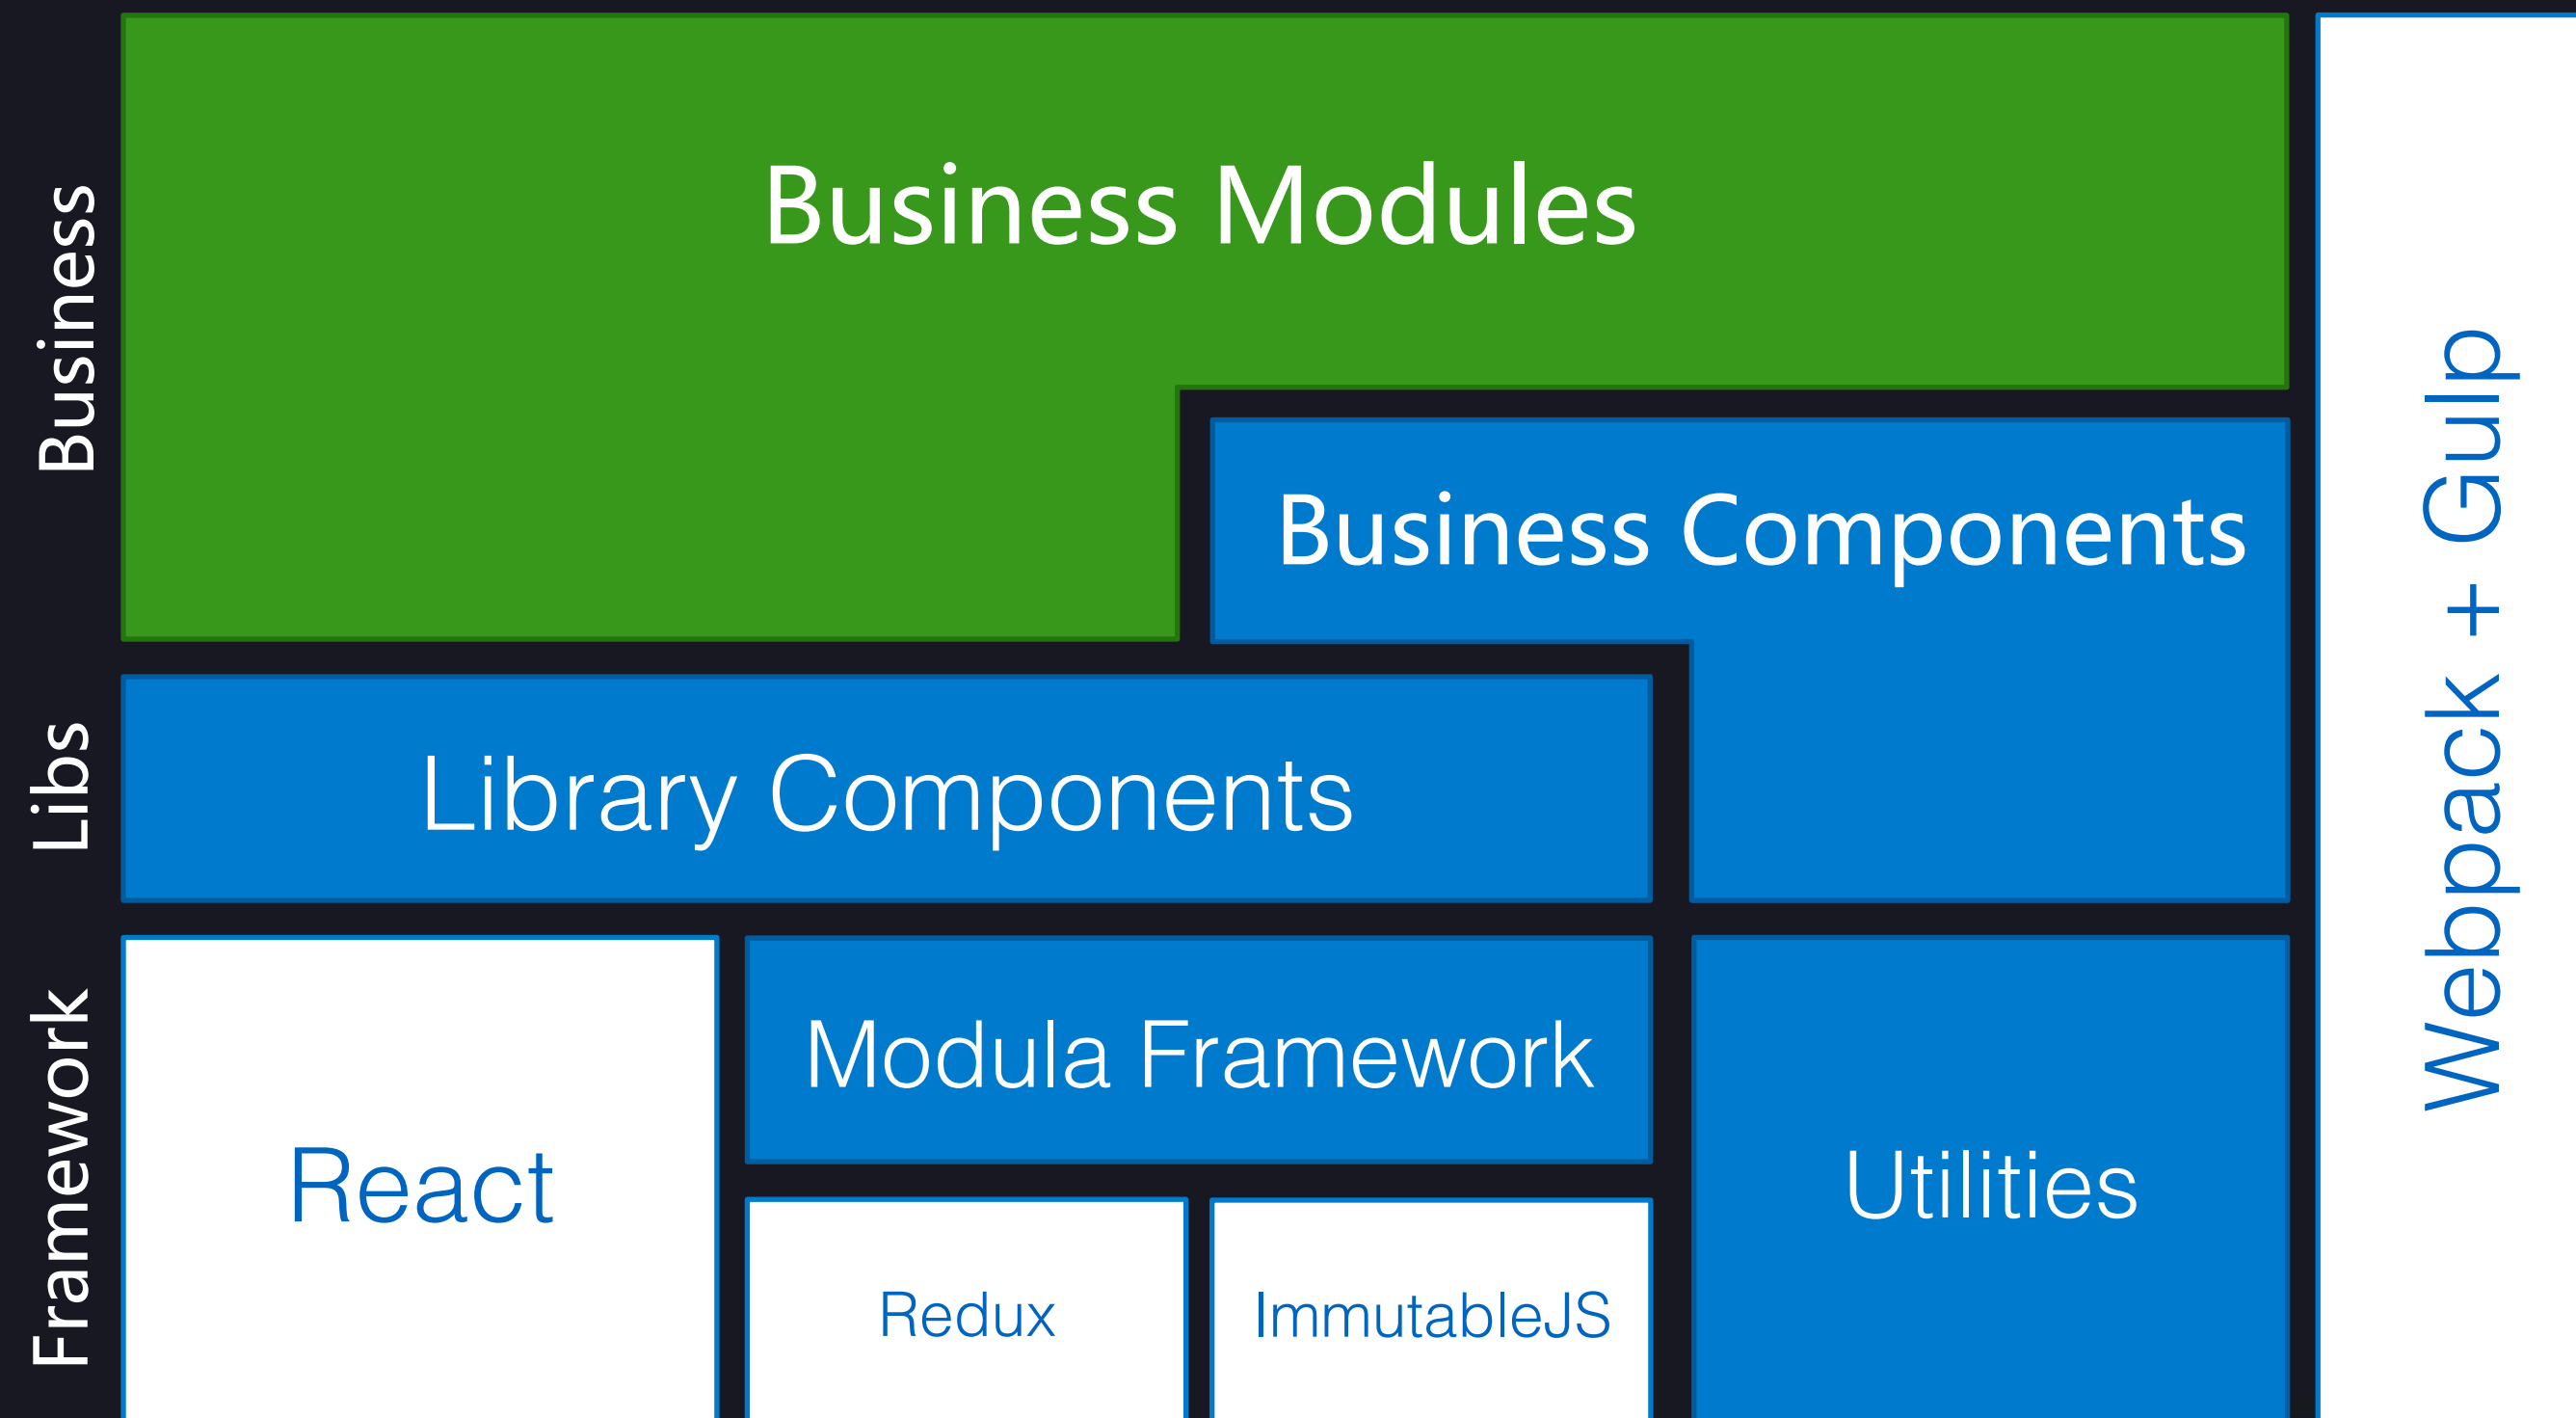 Business
Business Modules
Business Components
Libs
Library Components
Framework
React
Modula Framework
Redux
ImmutableJS
Utilities
Webpack + Gulp